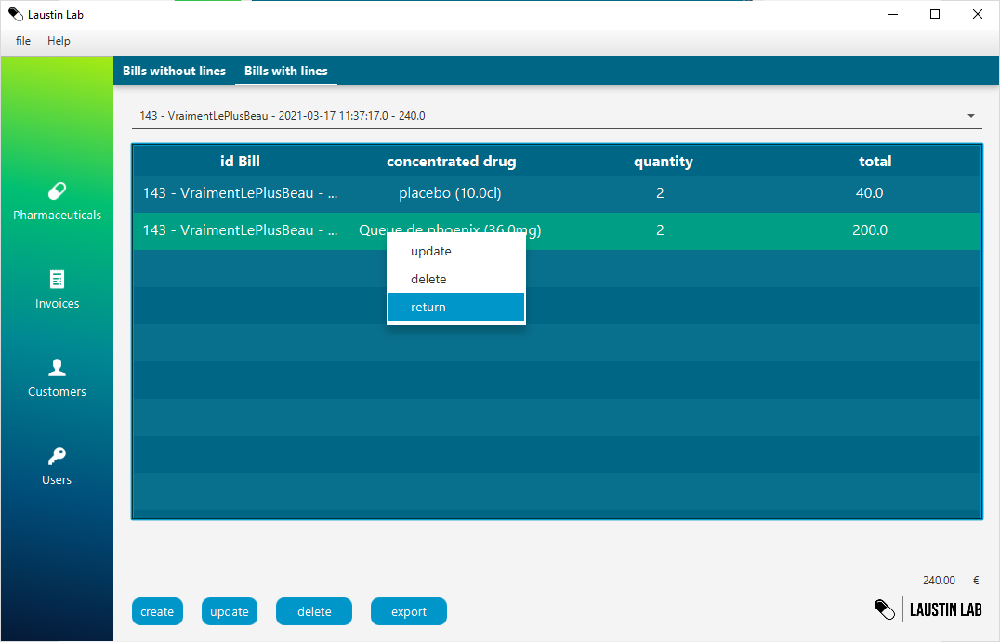 Laustin Lab
file Help
Bills without lines Bills with lines
143 - VraimentLePlusBeau - 2021-03-17 11:37:17.0 - 240.0
id Bill concentrated drug quantity total
143 - VraimentLePlusBeau - ... placebo (10.0cl) 2 40.0
143 - VraimentLePlusBeau - ... Queue de phoenix (36.0mg) 2 200.0
update
delete
return
Pharmaceuticals
Invoices
Customers
Users
240.00 €
create update delete export
LAUSTIN LAB